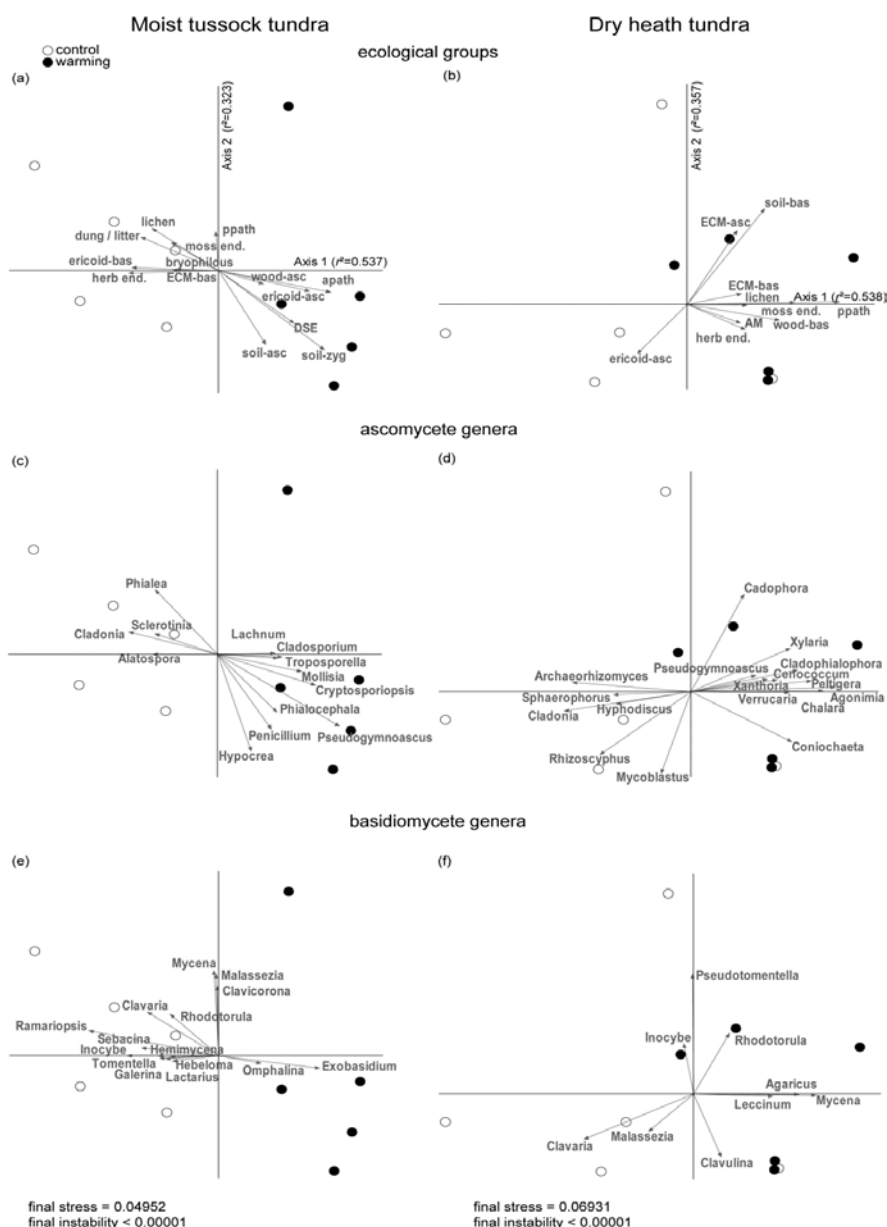 Moist tussock tundra
Dry heath tundra
control
warming
ecological groups
(a)
Axis 2 (r²=0.323)
lichen
ppath
dung / litter
moss end.
ericoid-bas
bryophilous
Axis 1 (r²=0.537)
herb end.
ECM-bas
wood-asc
apath
ericoid-asc
DSE
soil-asc
soil-zyg
(b)
Axis 2 (r²=0.357)
soil-bas
ECM-asc
ECM-bas
lichen
Axis 1 (r²=0.538)
moss end.
ppath
AM
wood-bas
herb end.
ericoid-asc
ascomycete genera
(c)
Phialea
Sclerotinia
Cladonia
Lachnum
Alatospora
Cladosporium
Troposporella
Mollisia
Cryptosporiopsis
Phialocephala
Penicillium
Pseudogymnoascus
Hypocrea
(d)
Cadophora
Xylaria
Pseudogymnoascus
Cladophialophora
Archaeorhizomyces
Cenococcum
Xanthoria
Peltigera
Sphaerophorus
Verrucaria
Agonimia
Hyphodiscus
Chalara
Cladonia
Coniochaeta
Rhizoscyphus
Mycoblastus
basidiomycete genera
(e)
Mycena
Malassezia
Clavicorona
Clavaria
Rhodotorula
Ramariopsis
Sebacina
Inocybe
Hemimycena
Tomentella
Hebeloma
Omphalina
Exobasidium
Galerina
Lactarius
(f)
Pseudotomentella
Inocybe
Rhodotorula
Agaricus
Leccinum
Mycena
Malassezia
Clavaria
Clavulina
final stress = 0.04952
final instability < 0.00001
final stress = 0.06931
final instability < 0.00001